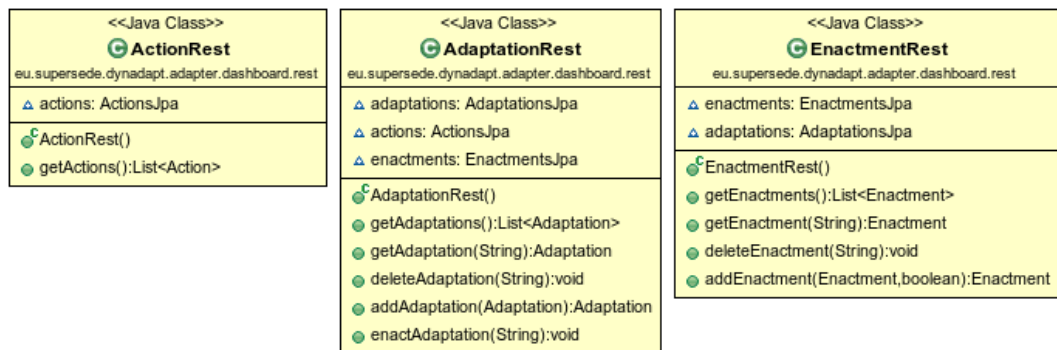 <<Java Class>>
ActionRest
eu.supersede.dynadapt.adapter.dashboard.rest
actions: ActionsJpa
ActionRest()
getActions():List<Action>
<<Java Class>>
AdaptationRest
eu.supersede.dynadapt.adapter.dashboard.rest
adaptations: AdaptationsJpa
actions: ActionsJpa
enactments: EnactmentsJpa
AdaptationRest()
getAdaptations():List<Adaptation>
getAdaptation(String):Adaptation
deleteAdaptation(String):void
addAdaptation(Adaptation):Adaptation
enactAdaptation(String):void
<<Java Class>>
EnactmentRest
eu.supersede.dynadapt.adapter.dashboard.rest
enactments: EnactmentsJpa
adaptations: AdaptationsJpa
EnactmentRest()
getEnactments():List<Enactment>
getEnactment(String):Enactment
deleteEnactment(String):void
addEnactment(Enactment,boolean):Enactment